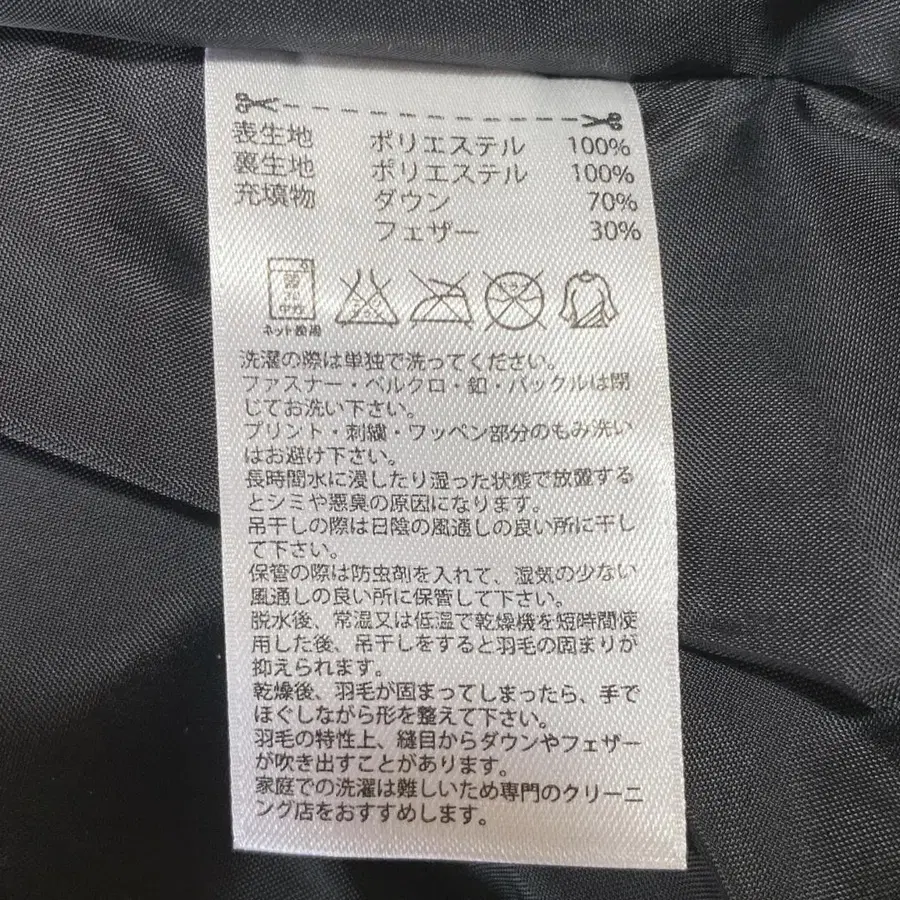 表生地 ポリエステル 100%
裏生地 ポリエステル 100%
充填物 ダウン 70%
フェザー 30%
中性
ネット使用
洗濯の際は単独で洗ってください。
ファスナー・ベルクロ・釦・バックルは閉
じてお洗い下さい。
プリント・刺繍・ワッペン部分のもみ洗い
はお避け下さい。
長時間水に浸したり湿った状態で放置する
とシミや悪臭の原因になります。
吊干しの際は日陰の風通しの良い所に干し
て下さい。
保管の際は防虫剤を入れて、湿気の少ない
風通しの良い所に保管して下さい。
脱水後、常温又は低温で乾燥機を短時間使
用した後、吊干しをすると羽毛の固まりが
抑えられます。
乾燥後、羽毛が固まってしまったら、手で
ほぐしながら形を整えて下さい。
羽毛の特性上、縫目からダウンやフェザー
が吹き出すことがあります。
家庭での洗濯は難しいため専門のクリーニ
ング店をおすすめします。